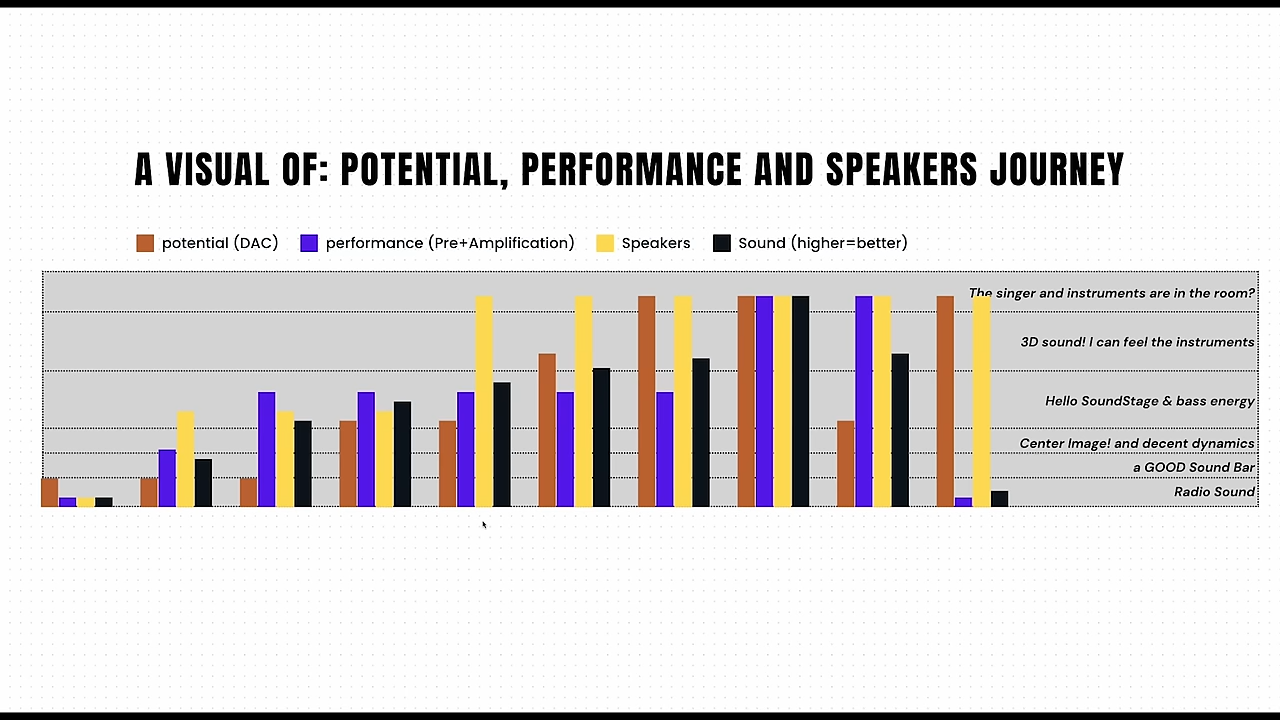 A VISUAL OF: POTENTIAL, PERFORMANCE AND SPEAKERS JOURNEY
potential (DAC) performance (Pre+Amplification) Speakers Sound (higher=better)
The singer and instruments are in the room?
3D sound! I can feel the instruments
Hello SoundStage & bass energy
Center Image! and decent dynamics
a GOOD Sound Bar
Radio Sound